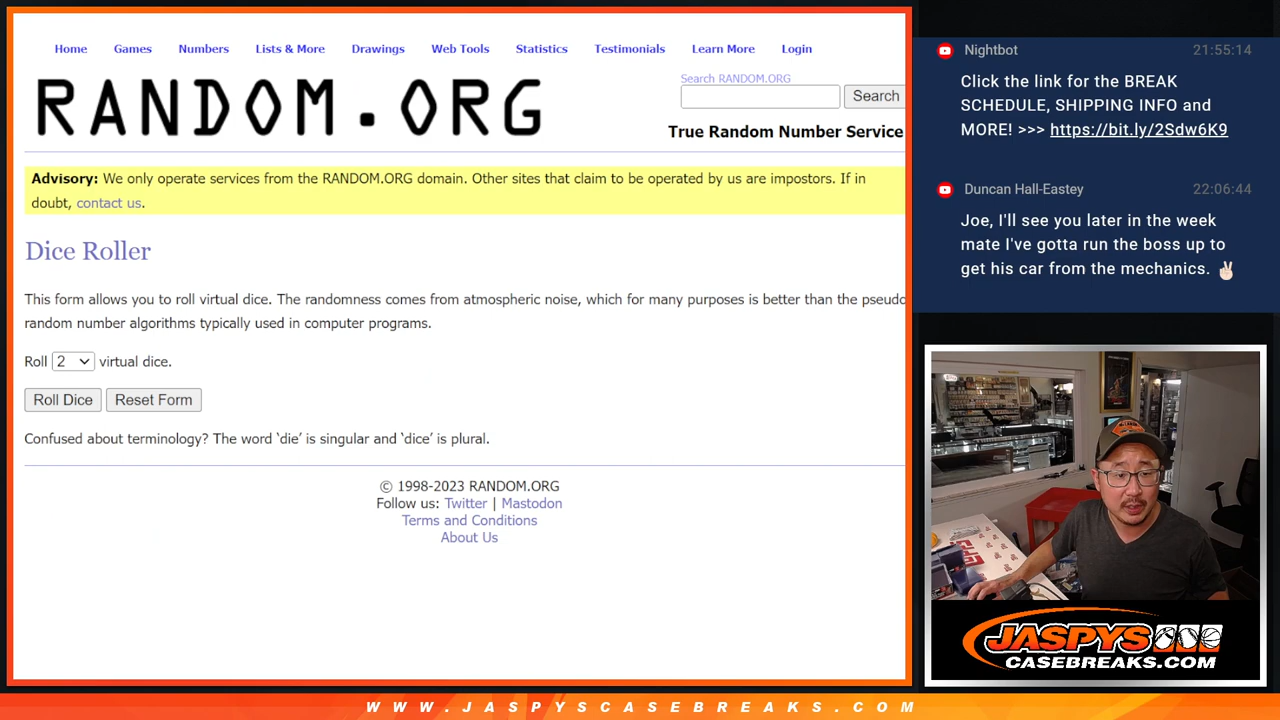 Home Games Numbers Lists & More Drawings Web Tools Statistics Testimonials Learn More Login
RANDOM.ORG
Search RANDOM.ORG
Search
True Random Number Service
Advisory: We only operate services from the RANDOM.ORG domain. Other sites that claim to be operated by us are impostors. If in
doubt, contact us.
Dice Roller
This form allows you to roll virtual dice. The randomness comes from atmospheric noise, which for many purposes is better than the pseudo
random number algorithms typically used in computer programs.
Roll 2 virtual dice.
Roll Dice Reset Form
Confused about terminology? The word ‘die’ is singular and ‘dice’ is plural.
© 1998-2023 RANDOM.ORG
Follow us: Twitter | Mastodon
Terms and Conditions
About Us
Nightbot 21:55:14
Click the link for the BREAK
SCHEDULE, SHIPPING INFO and
MORE! >>> https://bit.ly/2Sdw6K9
Duncan Hall-Eastey 22:06:44
Joe, I'll see you later in the week
mate I've gotta run the boss up to
get his car from the mechanics. ✌🏻
JASPYS
CASEBREAKS.COM
WWW.JASPYSCASEBREAKS.COM